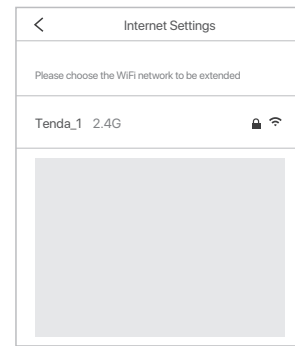 Internet Settings
Please choose the WiFi network to be extended
Tenda_1 2.4G